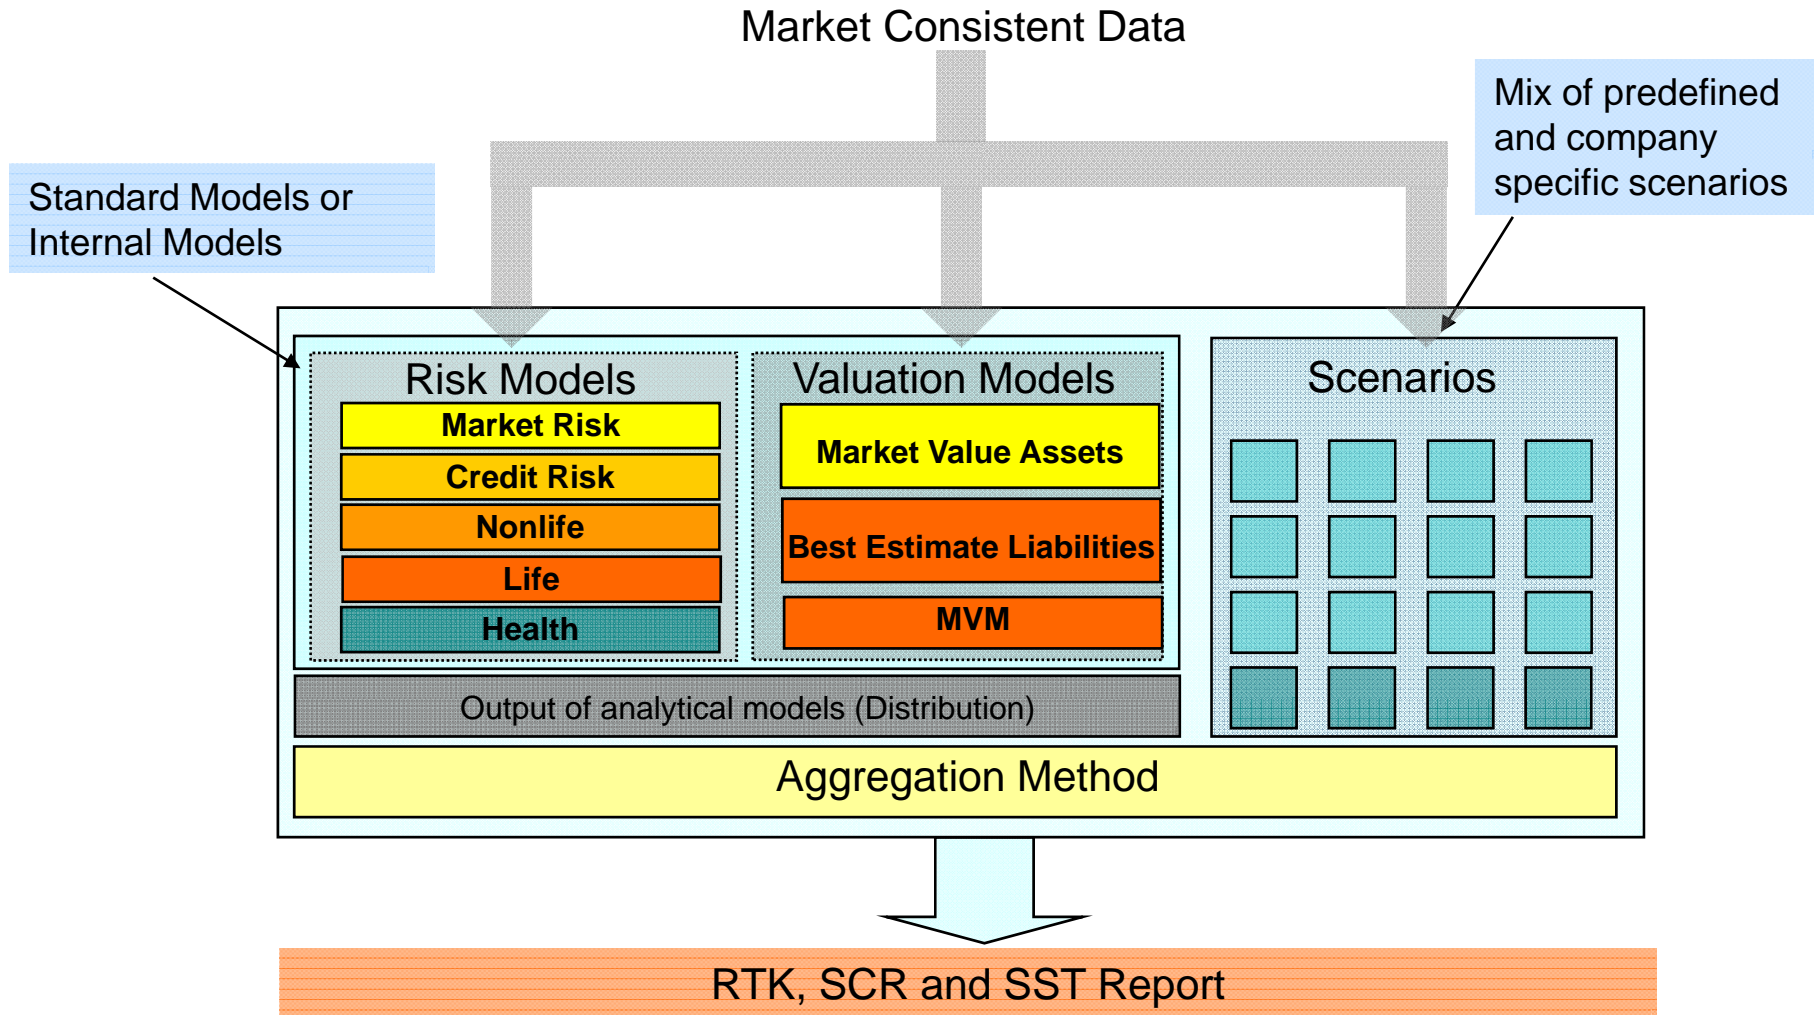 Market Consistent Data
Mix of predefined
and company
specific scenarios
Standard Models or
Internal Models
Risk Models
Market Risk
Credit Risk
Nonlife
Life
Health
Valuation Models
Market Value Assets
Best Estimate Liabilities
MVM
Scenarios
Output of analytical models (Distribution)
Aggregation Method
RTK, SCR and SST Report